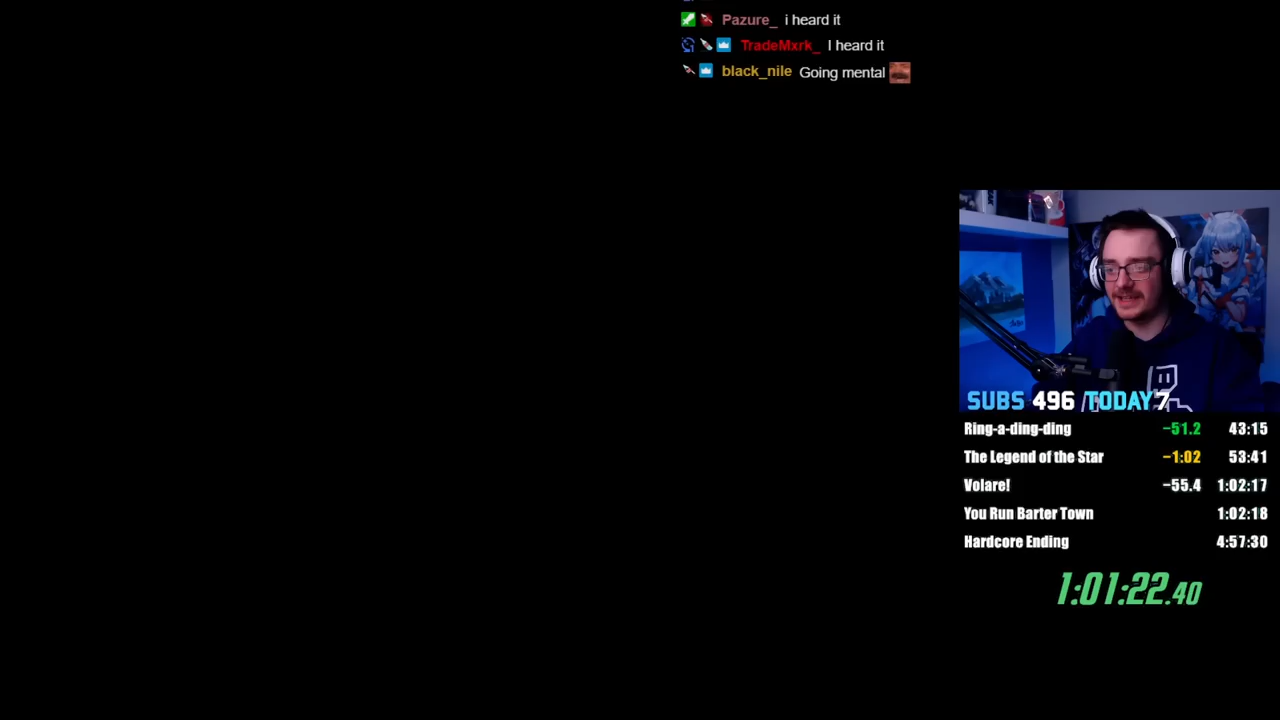 Pazure_ i heard it
TradeMxrk_ I heard it
black_nile Going mental
SUBS 496 TODAY 7
Ring-a-ding-ding -51.2 43:15
The Legend of the Star -1:02 53:41
Volare! -55.4 1:02:17
You Run Barter Town 1:02:18
Hardcore Ending 4:57:30
1:01:22.40